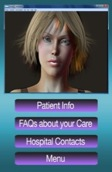 Patient Info
FAQs about your Care
Hospital Contacts
Menu